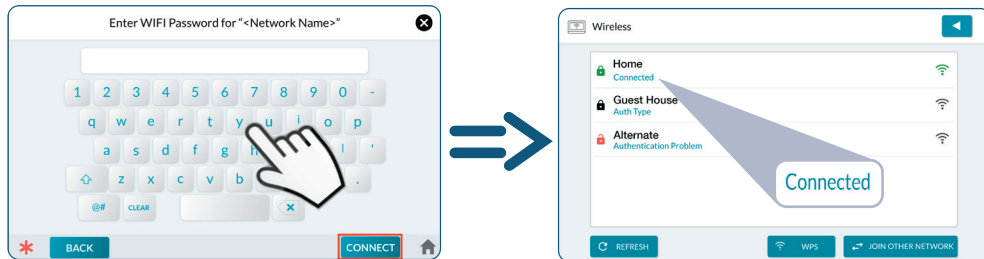 Enter WIFI Password for “<Network Name>”
1 2 3 4 5 6 7 8 9 0 -
q w e r t y u i o p
a s d f g h l '
z x c v b .
@# CLEAR
BACK
CONNECT
Wireless
Home
Connected
Guest House
Auth Type
Alternate
Authentication Problem
Connected
REFRESH
WPS
JOIN OTHER NETWORK